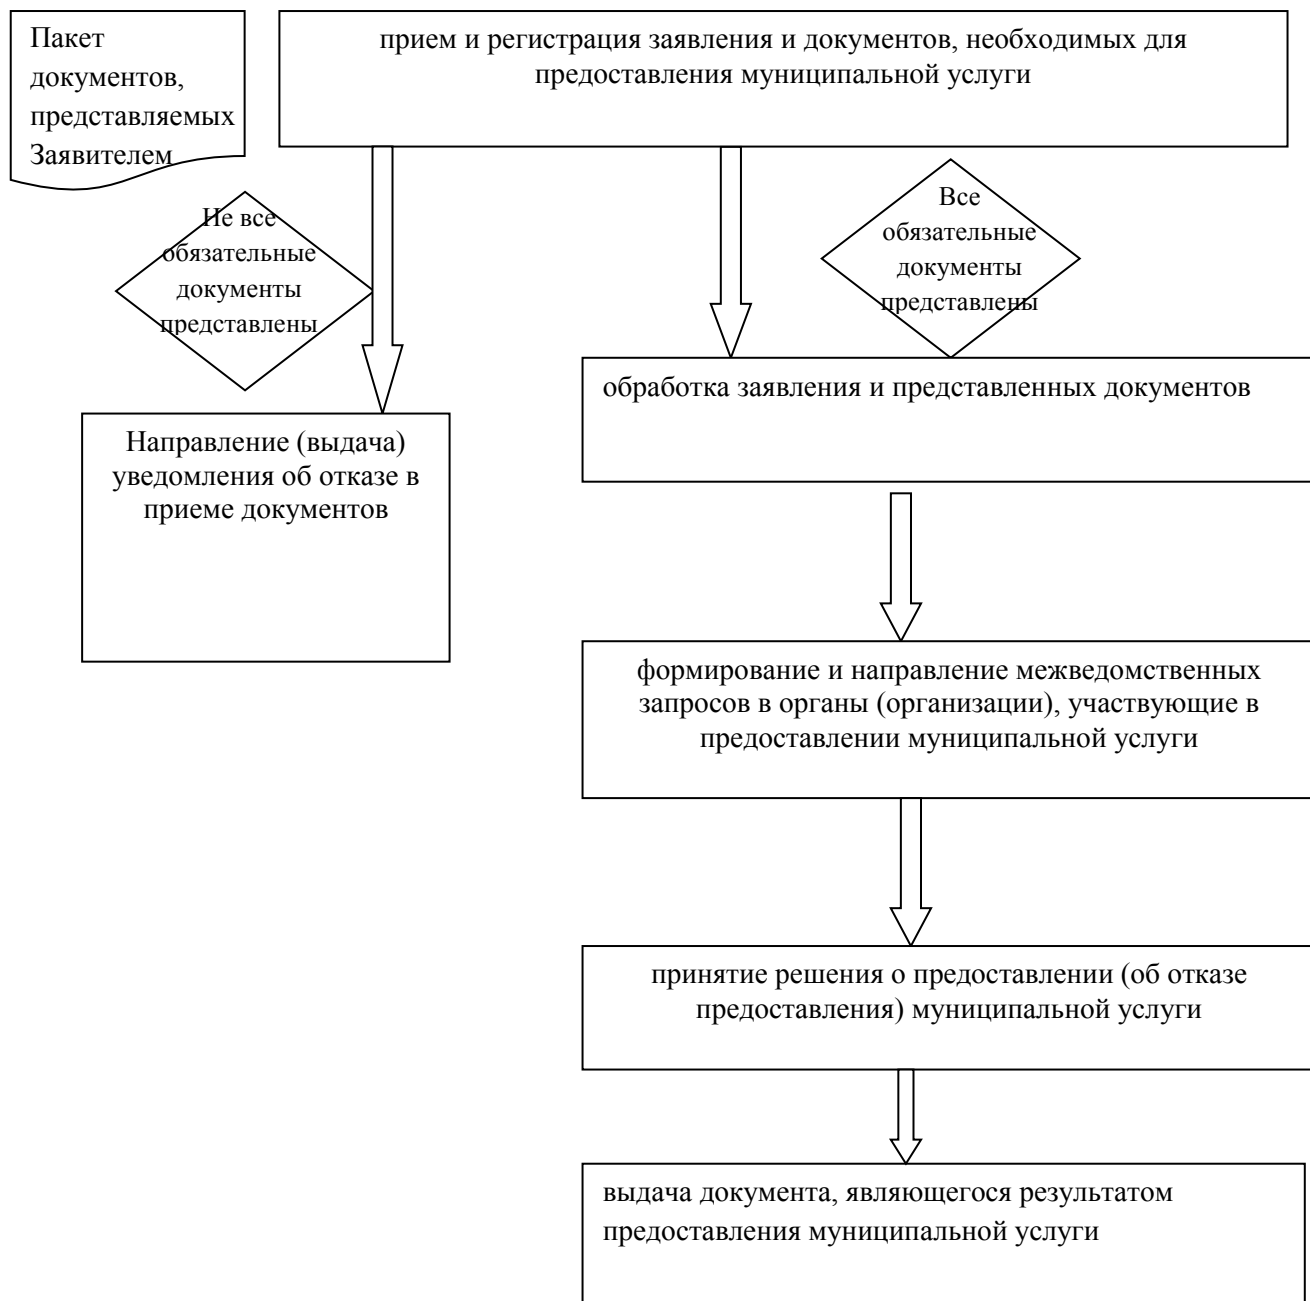 Пакет
документов,
представляемых
Заявителем
прием и регистрация заявления и документов, необходимых для
предоставления муниципальной услуги
Не все
обязательные
документы
представлены
Все
обязательные
документы
представлены
обработка заявления и представленных документов
Направление (выдача)
уведомления об отказе в
приеме документов
формирование и направление межведомственных
запросов в органы (организации), участвующие в
предоставлении муниципальной услуги
принятие решения о предоставлении (об отказе
предоставления) муниципальной услуги
выдача документа, являющегося результатом
предоставления муниципальной услуги